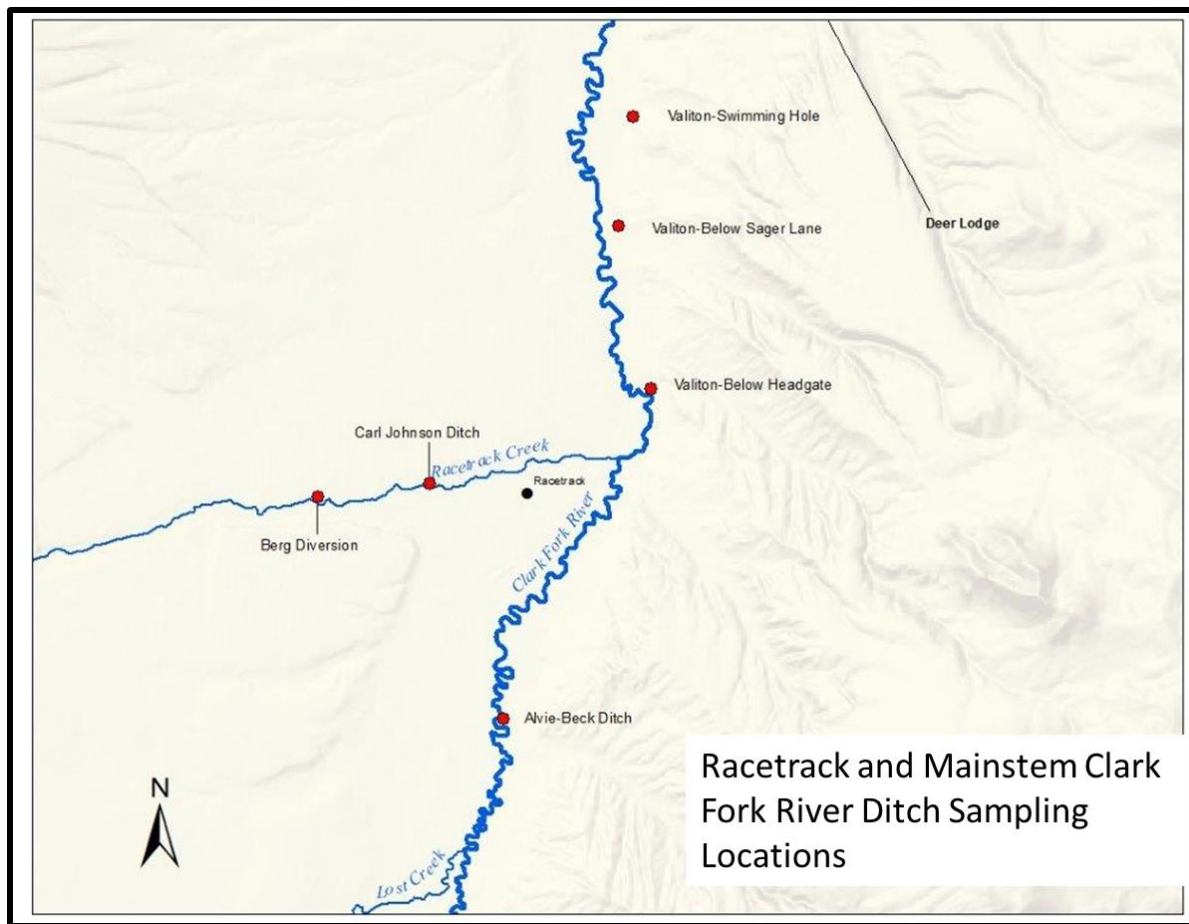 Valiton-Swimming Hole
Deer Lodge
Valiton-Below Sager Lane
Valiton-Below Headgate
Carl Johnson Ditch
Racetrack Creek
Racetrack
Berg Diversion
Clark Fork River
Alvie-Beck Ditch
Racetrack and Mainstem Clark
Fork River Ditch Sampling
Locations
N
Lost Creek